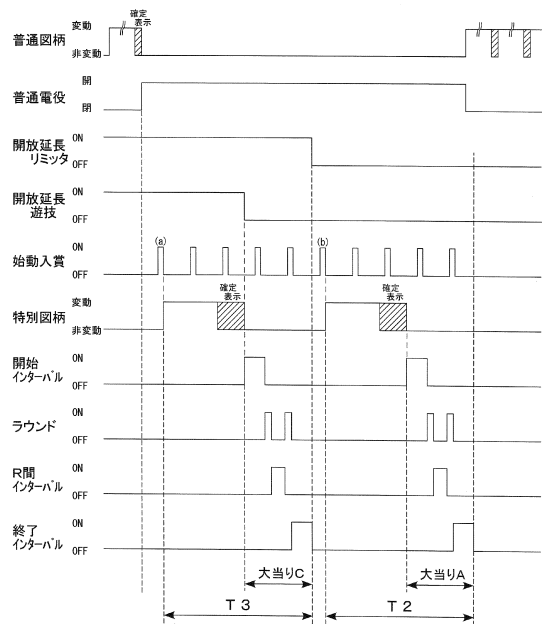 確定
表示
変動
普通図柄
非変動
開
普通電役
閉
ON
開放延長
リミッタ
OFF
ON
開放延長
遊技
OFF
(a)
(b)
ON
始動入賞
OFF
確定
表示
確定
表示
変動
特別図柄
非変動
ON
開始
インターバル
OFF
ON
ラウンド
OFF
ON
R間
インターバル
OFF
ON
終了
インターバル
OFF
大当りC
大当りA
T3
T2